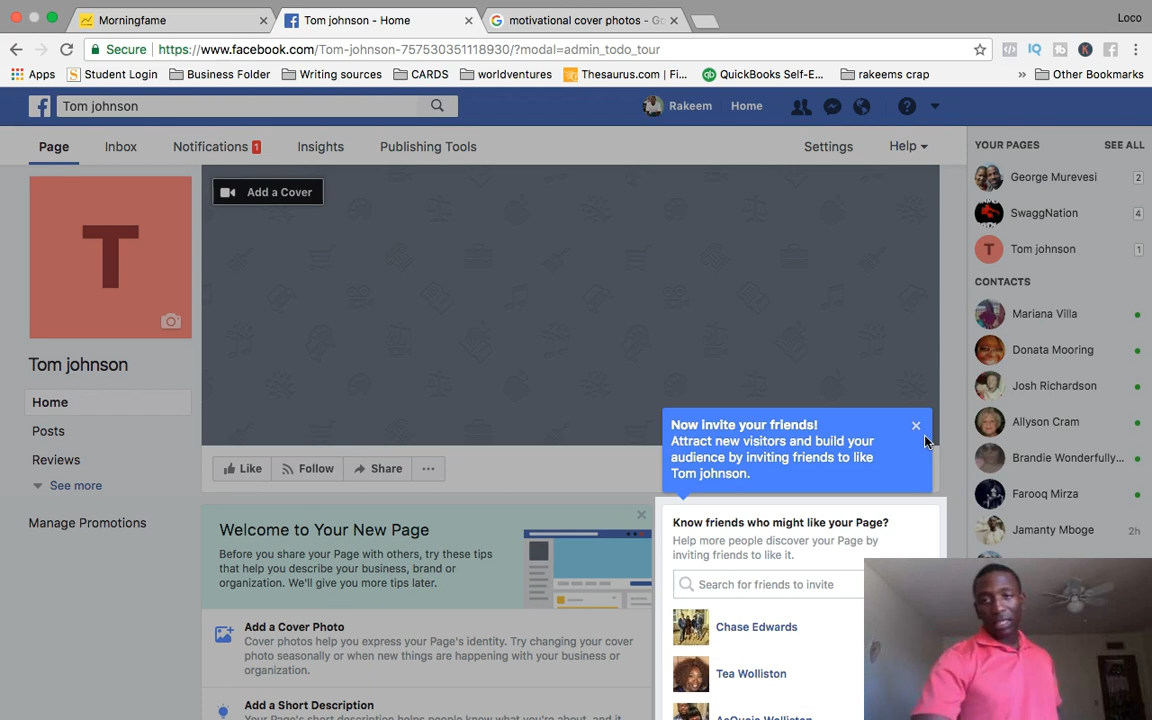 Morningfame
Tom johnson - Home
motivational cover photos - Go
Loco
Secure
https://www.facebook.com/Tom-johnson-757530351118930/?modal=admin_todo_tour
Apps
Student Login
Business Folder
Writing sources
CARDS
worldventures
Thesaurus.com | Fi...
QuickBooks Self-E...
rakeems crap
»
Other Bookmarks
Tom johnson
Rakeem
Home
Page
Inbox
Notifications 1
Insights
Publishing Tools
Settings
Help
YOUR PAGES
SEE ALL
George Murevesi 2
SwaggNation 4
T Tom johnson 1
CONTACTS
Mariana Villa
Donata Mooring
Josh Richardson
Allyson Cram
Brandie Wonderfully...
Farooq Mirza
Jamanty Mboge 2h
Add a Cover
T
Tom johnson
Home
Posts
Reviews
See more
Manage Promotions
Like
Follow
Share
Now invite your friends!
Attract new visitors and build your
audience by inviting friends to like
Tom johnson.
Welcome to Your New Page
Before you share your Page with others, try these tips
that help you describe your business, brand or
organization. We'll give you more tips later.
Add a Cover Photo
Cover photos help you express your Page's identity. Try changing your cover
photo seasonally or when new things are happening with your business or
organization.
Add a Short Description
Know friends who might like your Page?
Help more people discover your Page by
inviting friends to like it.
Search for friends to invite
Chase Edwards
Tea Wolliston